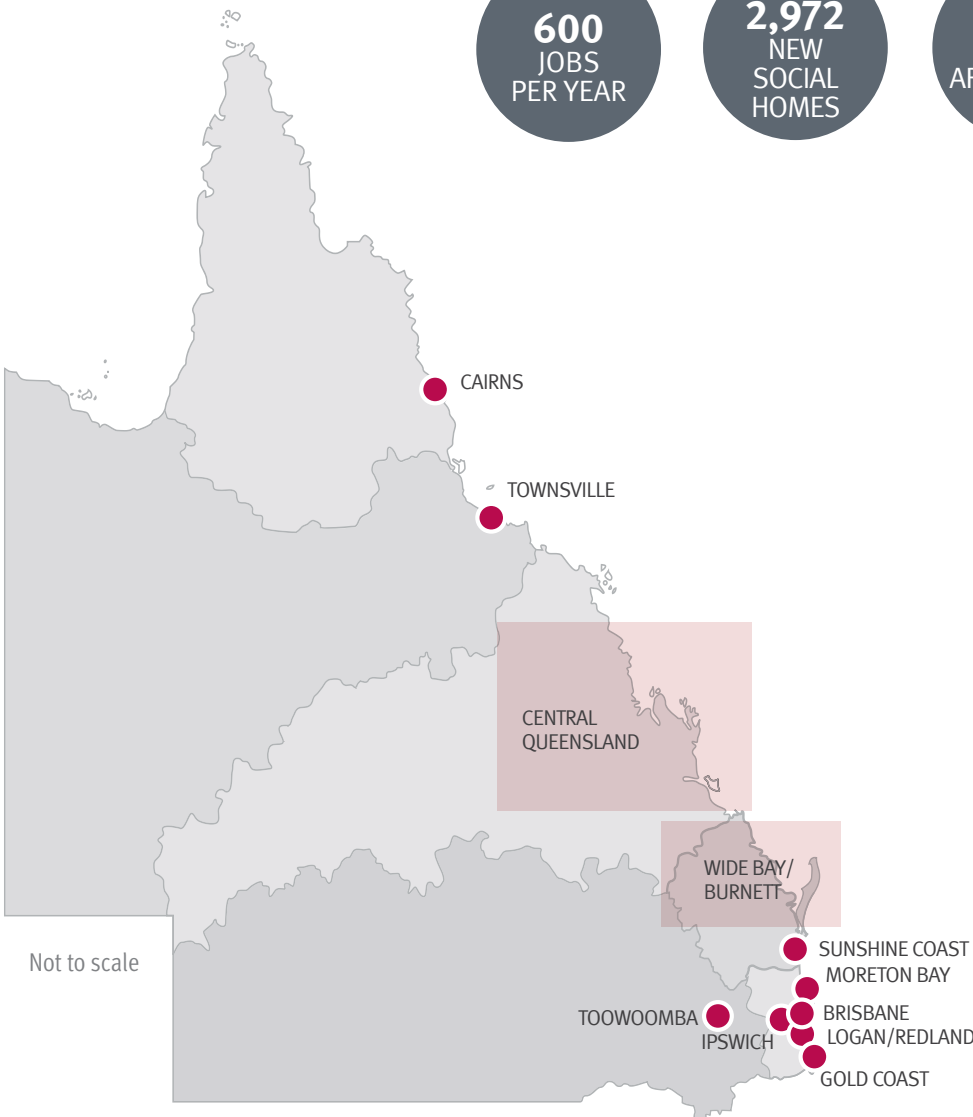 600
JOBS
PER YEAR
2,972
NEW
SOCIAL
HOMES
CAIRNS
TOWNSVILLE
CENTRAL
QUEENSLAND
WIDE BAY/
BURNETT
Not to scale
SUNSHINE COAST
MORETON BAY
TOOWOOMBA
BRISBANE
IPSWICH
LOGAN/REDLAND
GOLD COAST